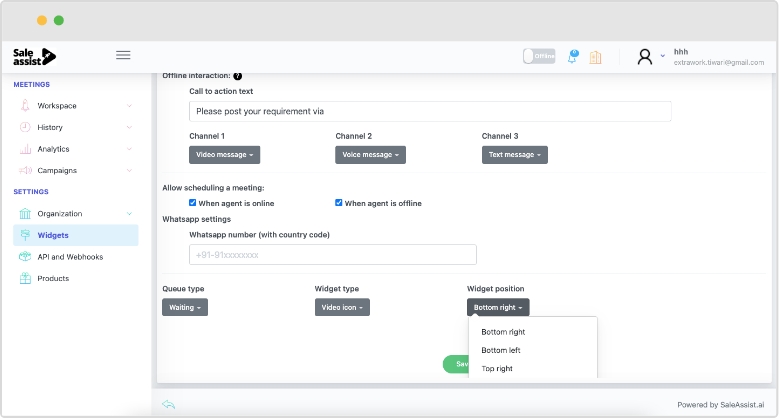 Sale
assist
Offline
hhh
extrawork.tiwari@gmail.com
MEETINGS
Workspace
History
Analytics
Campaigns
SETTINGS
Organization
Widgets
API and Webhooks
Products
Offline interaction: ?
Call to action text
Please post your requirement via
Channel 1 Channel 2 Channel 3
Video message Voice message Text message
Allow scheduling a meeting:
When agent is online When agent is offline
Whatsapp settings
Whatsapp number (with country code)
+91-91xxxxxxxx
Queue type Widget type Widget position
Waiting Video icon Bottom right
Bottom right
Bottom left
Top right
Sav
Powered by SaleAssist.ai